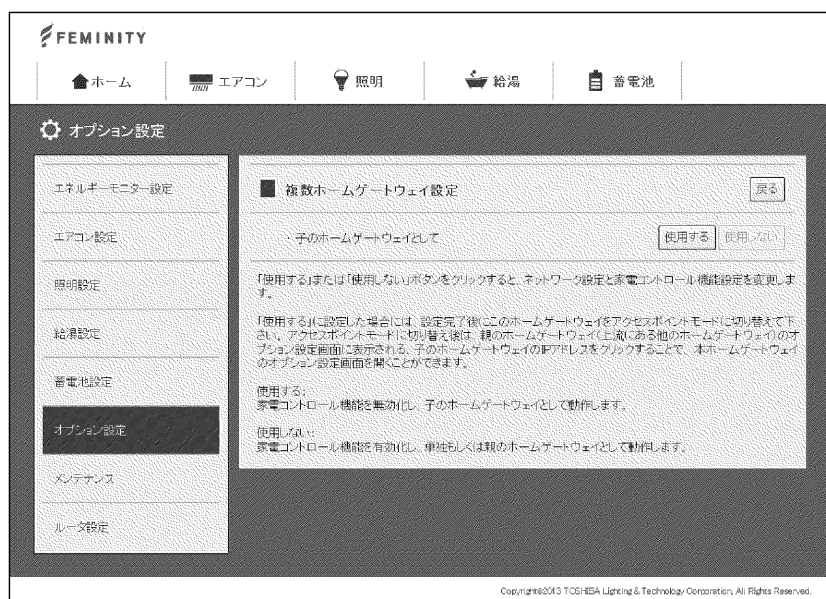 FEMINITY
ホーム エアコン 照明 給湯 蓄電池
オプション設定
エネルギーモニター設定
エアコン設定
照明設定
給湯設定
蓄電池設定
オプション設定
メンテナンス
ルータ設定
複数ホームゲートウェイ設定 戻る
・子のホームゲートウェイとして 使用する 使用しない
「使用する」または「使用しない」ボタンをクリックすると、ネットワーク設定と家電コントロール機能設定を変更しま
す。
「使用する」に設定した場合には、設定完了後にこのホームゲートウェイをアクセスポイントモードに切り替えて下
さい。アクセスポイントモードに切り替え後は、親のホームゲートウェイ(上流にある他のホームゲートウェイ)のオ
プション設定画面に表示される、子のホームゲートウェイのIPアドレスをクリックすることで、本ホームゲートウェイ
のオプション設定画面を開くことができます。
使用する:
家電コントロール機能を無効化し、子のホームゲートウェイとして動作します。
使用しない:
家電コントロール機能を有効化し、単独もしくは親のホームゲートウェイとして動作します。
Copyright©2013 TOSHIBA Lighting & Technology Corporation, All Rights Reserved.